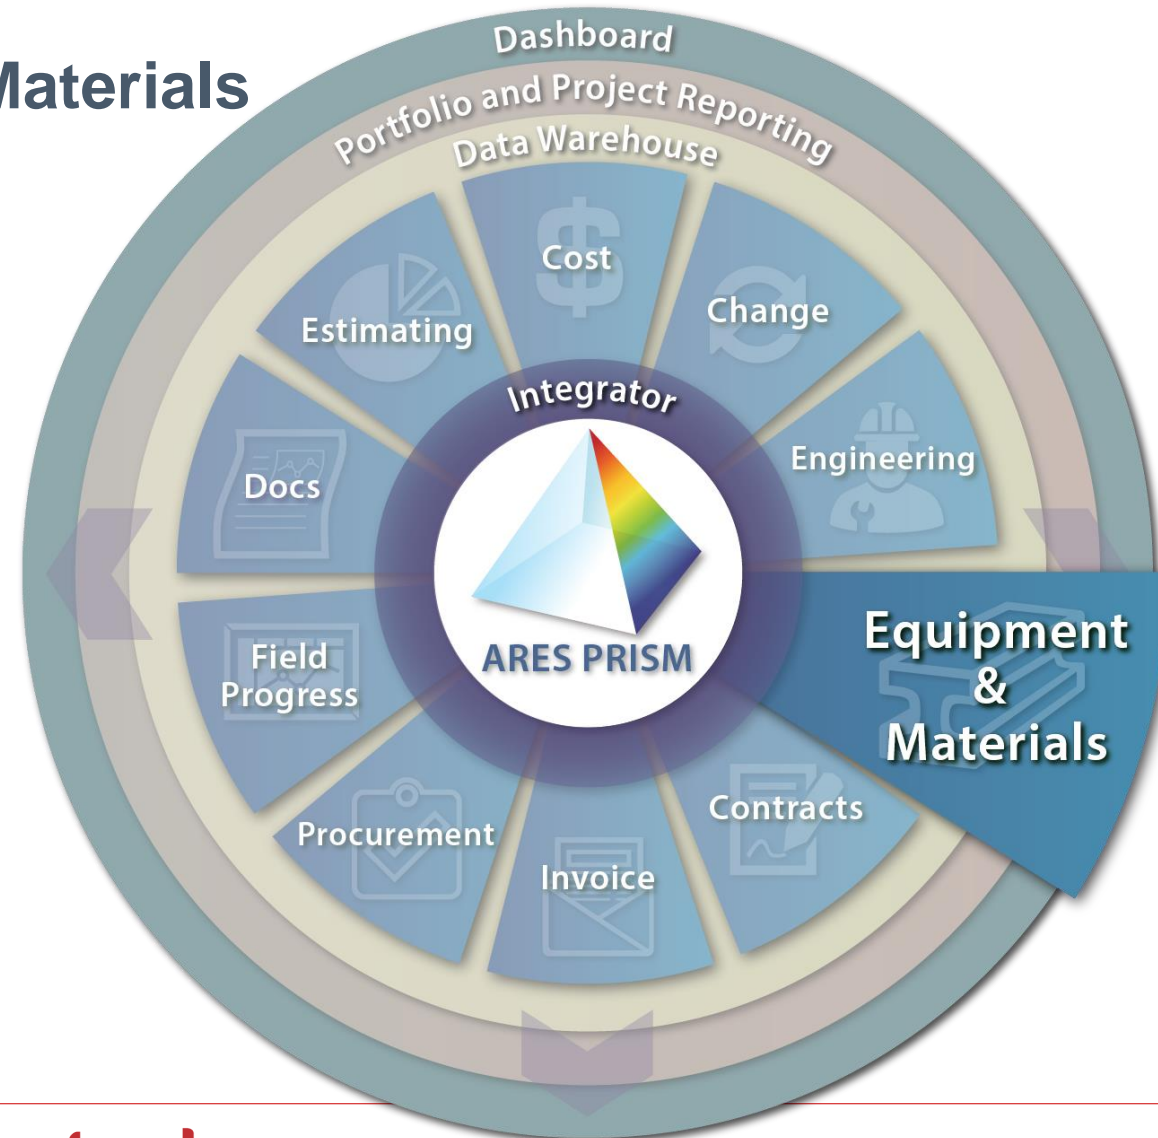 Materials
Dashboard
Portfolio and Project Reporting
Data Warehouse
Cost
Change
Estimating
Integrator
Engineering
Docs
ARES PRISM
Equipment
&
Materials
Field
Progress
Contracts
Procurement
Invoice